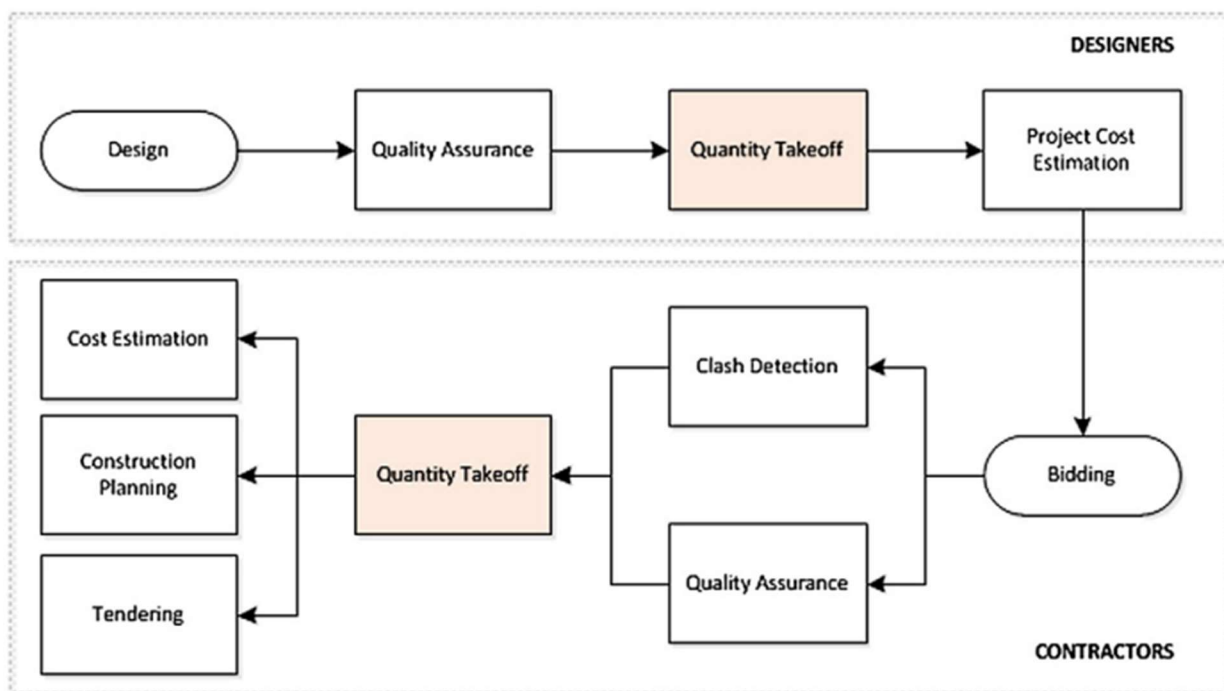 DESIGNERS
Design
Quality Assurance
Quantity Takeoff
Project Cost
Estimation
Cost Estimation
Construction
Planning
Tendering
Quantity Takeoff
Clash Detection
Quality Assurance
Bidding
CONTRACTORS